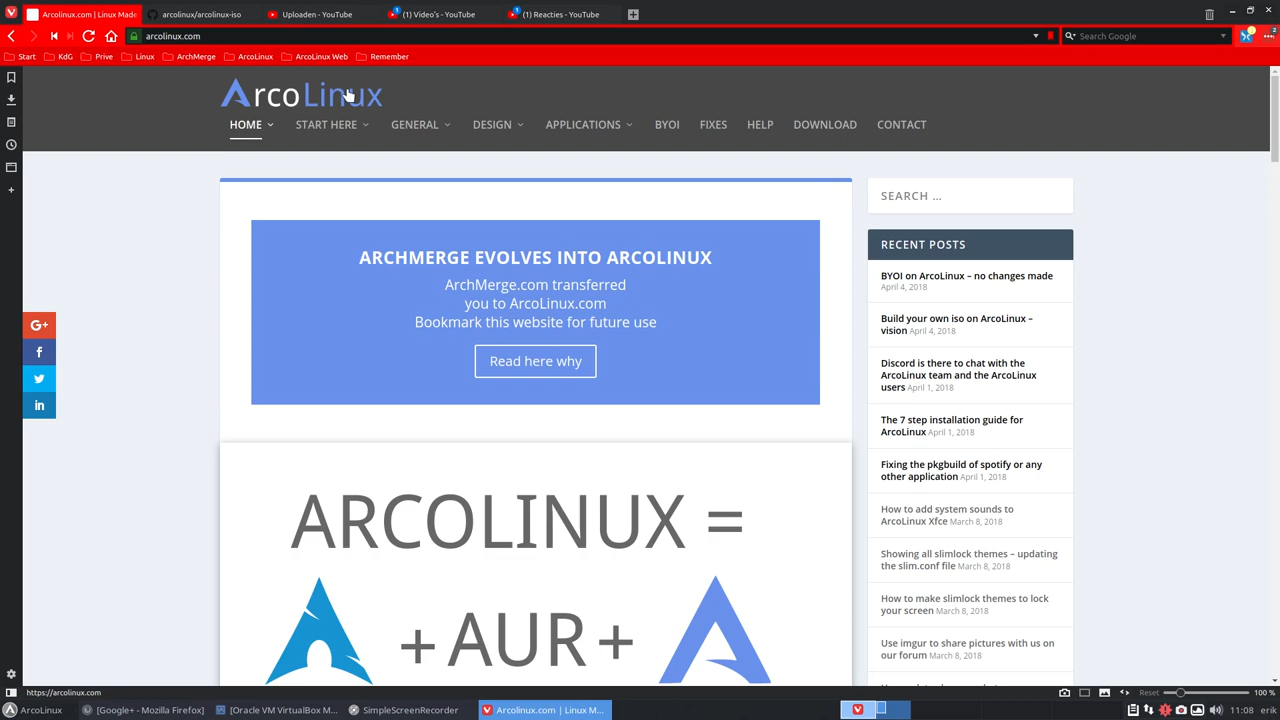 Arcolinux.com | Linux Made
arcolinux/arcolinux-iso
Uploaden - YouTube
(1) Video's - YouTube
(1) Reacties - YouTube
arcolinux.com
Search Google
Start
KdG
Prive
Linux
ArchMerge
ArcoLinux
ArcoLinux Web
Remember
ArcoLinux
HOME
START HERE
GENERAL
DESIGN
APPLICATIONS
BYOI
FIXES
HELP
DOWNLOAD
CONTACT
ARCHMERGE EVOLVES INTO ARCOLINUX
ArchMerge.com transferred
you to ArcoLinux.com
Bookmark this website for future use
Read here why
ARCOLINUX =
+ AUR +
SEARCH …
RECENT POSTS
BYOI on ArcoLinux – no changes made
April 4, 2018
Build your own iso on ArcoLinux –
vision April 4, 2018
Discord is there to chat with the
ArcoLinux team and the ArcoLinux
users April 1, 2018
The 7 step installation guide for
ArcoLinux April 1, 2018
Fixing the pkgbuild of spotify or any
other application April 1, 2018
How to add system sounds to
ArcoLinux Xfce March 8, 2018
Showing all slimlock themes – updating
the slim.conf file March 8, 2018
How to make slimlock themes to lock
your screen March 8, 2018
Use imgur to share pictures with us on
our forum March 8, 2018
G+
f
in
https://arcolinux.com
Reset
100 %
ArcoLinux
[Google+ - Mozilla Firefox]
[Oracle VM VirtualBox M...
SimpleScreenRecorder
Arcolinux.com | Linux M...
11:08
erik